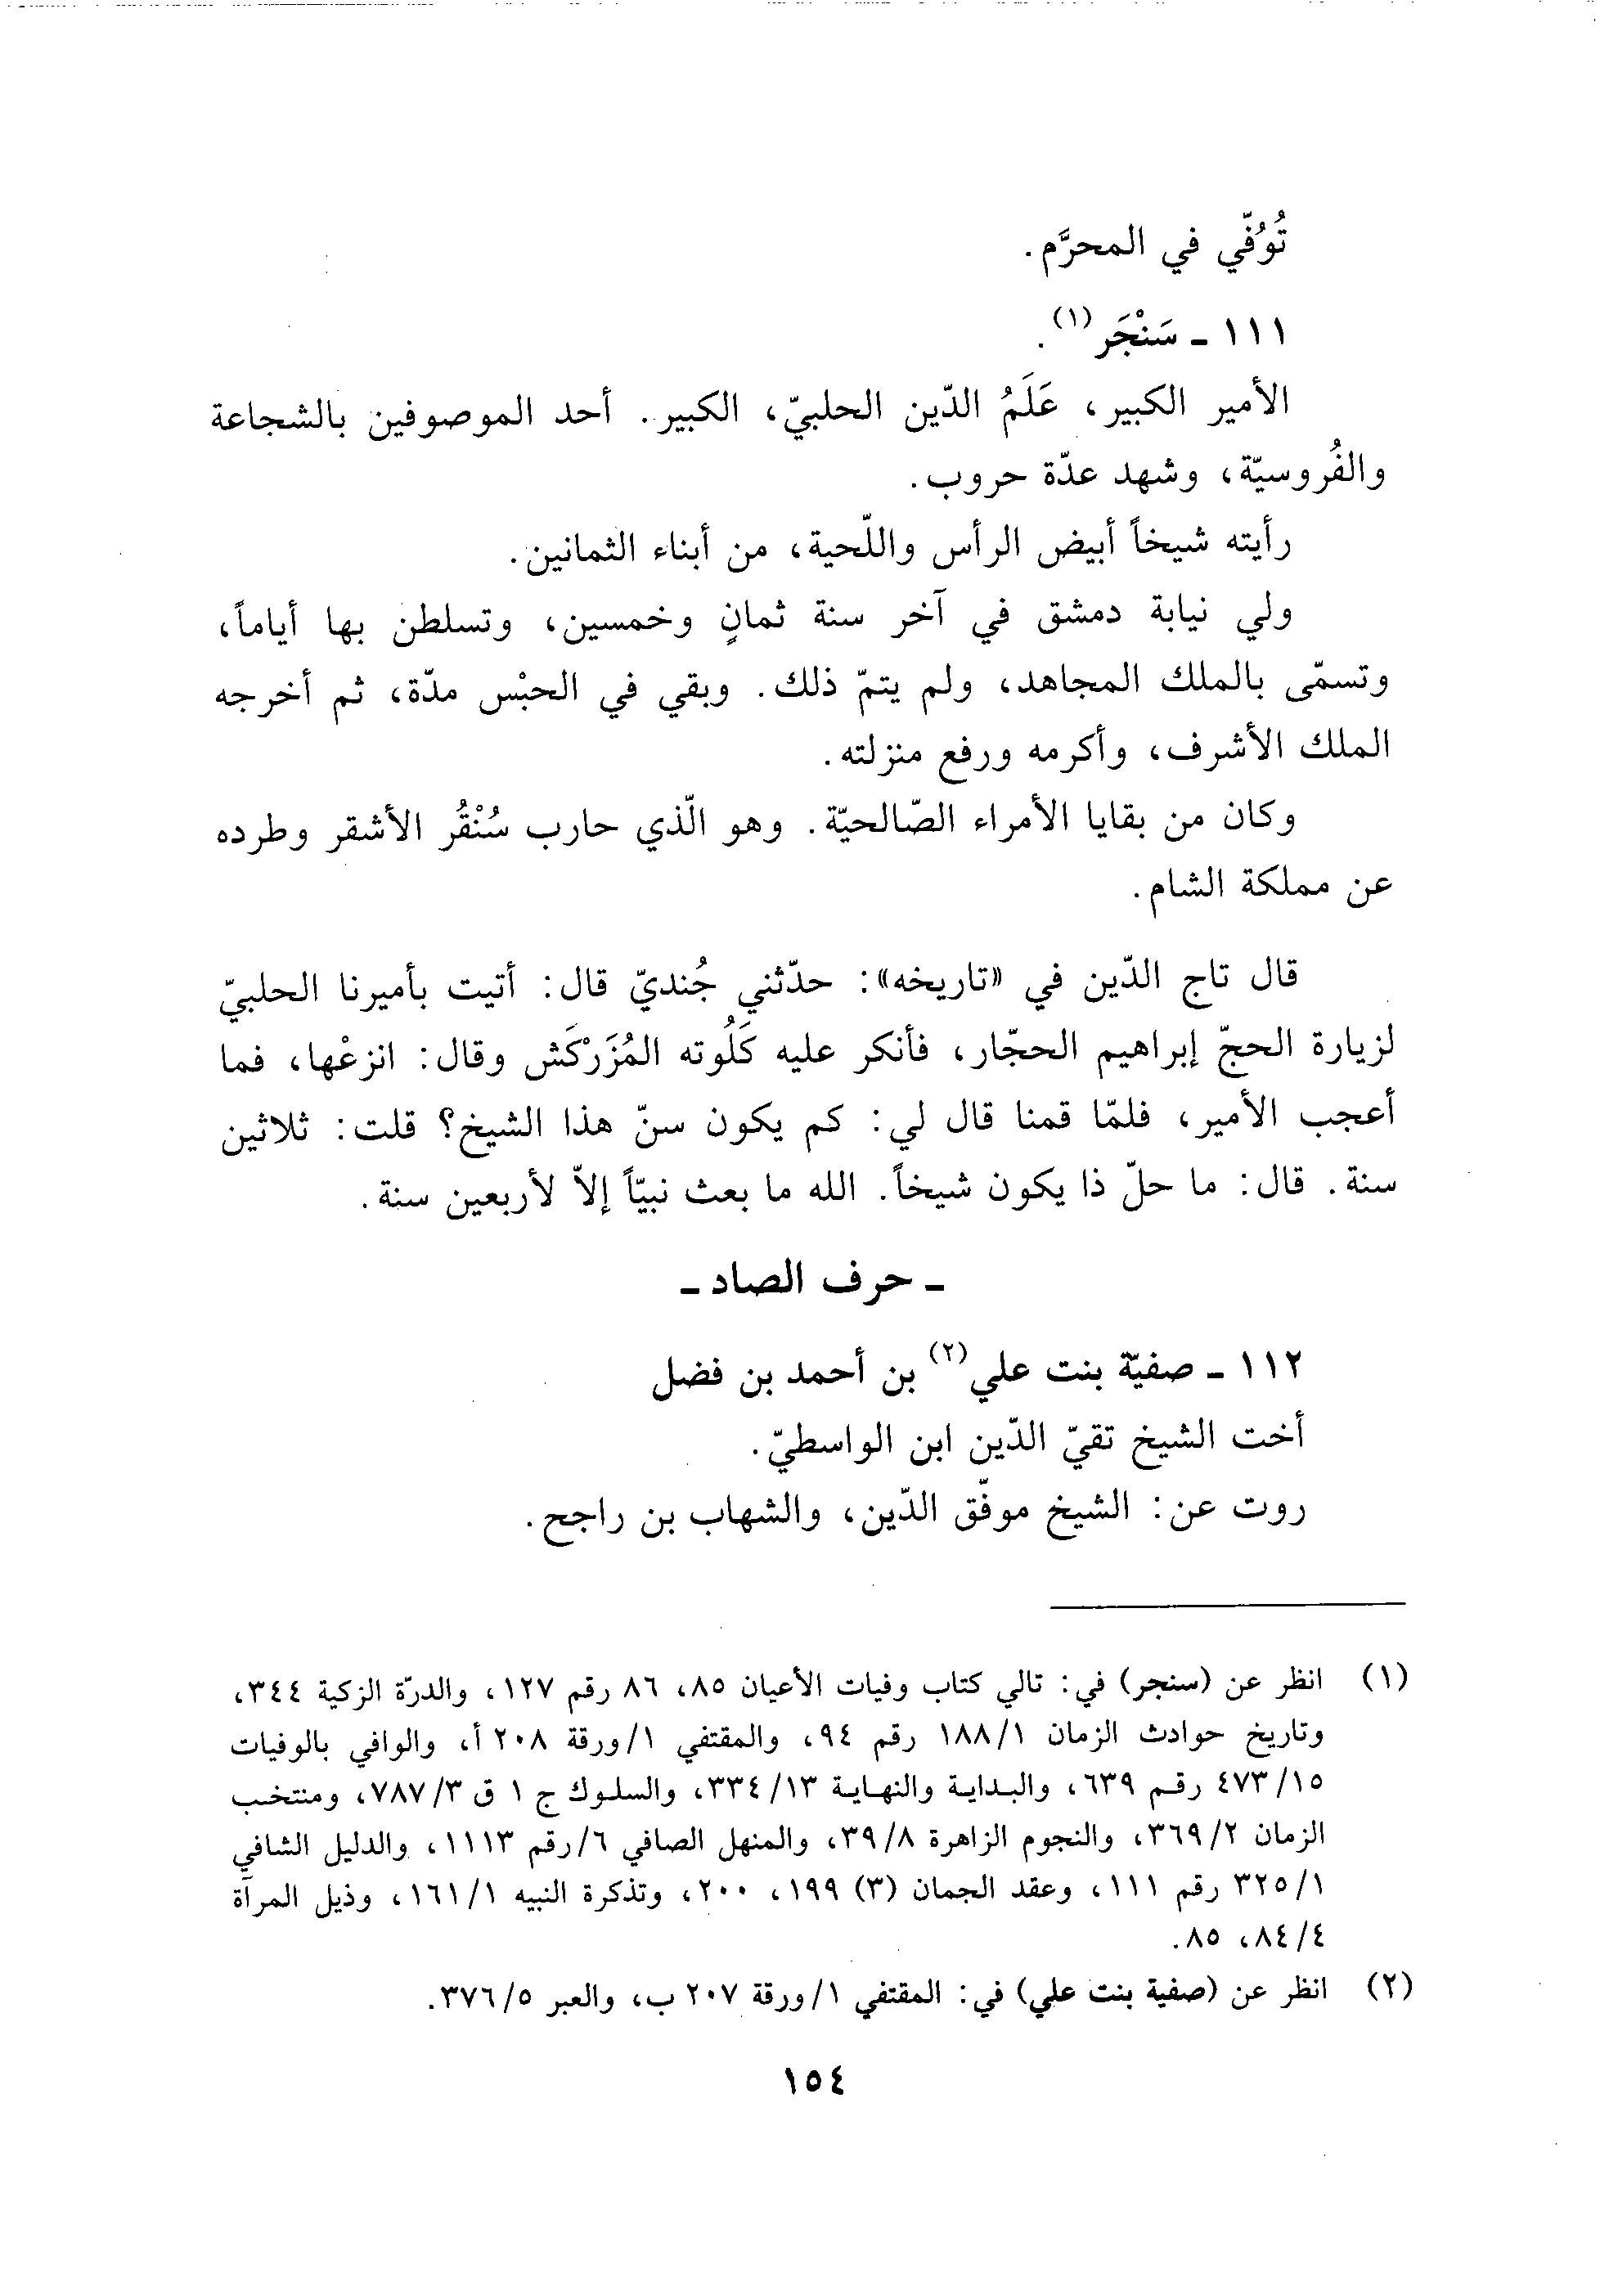 تُوُفّي في المحرَّم.
١١١ ـ سَنْجَر(١).
الأمير الكبير، عَلَمُ الدّين الحلبيّ، الكبير. أحد الموصوفين بالشجاعة
والفُروسيّة، وشهد عدّة حروب.
رأيته شيخاً أبيض الرأس واللّحية، من أبناء الثمانين.
ولي نيابة دمشق في آخر سنة ثمانٍ وخمسين، وتسلطن بها أياماً،
وتسمّى بالملك المجاهد، ولم يتمّ ذلك. وبقي في الحبْس مدّة، ثم أخرجه
الملك الأشرف، وأكرمه ورفع منزلته.
وكان من بقايا الأمراء الصّالحيّة. وهو الّذي حارب سُنْقُر الأشقر وطرده
عن مملكة الشام.
قال تاج الدّين في «تاريخه»: حدّثني جُنديّ قال: أتيت بأميرنا الحلبيّ
لزيارة الحجّ إبراهيم الحجّار، فأنكر عليه كَلُوته المُزَرْكَش وقال: انزعْها، فما
أعجب الأمير، فلمّا قمنا قال لي: كم يكون سنّ هذا الشيخ؟ قلت: ثلاثين
سنة. قال: ما حلّ ذا يكون شيخاً. الله ما بعث نبيّاً إلاّ لأربعين سنة.
ـ حرف الصاد ـ
١١٢ ـ صفيّة بنت علي(٢) بن أحمد بن فضل
أخت الشيخ تقيّ الدّين ابن الواسطيّ.
روت عن: الشيخ موفّق الدّين، والشهاب بن راجح.
(١) انظر عن (سنجر) في: تالي كتاب وفيات الأعيان ٨٥، ٨٦ رقم ١٢٧، والدرّة الزكية ٣٤٤،
وتاريخ حوادث الزمان ١/١٨٨ رقم ٩٤، والمقتفي ١/ورقة ٢٠٨ أ، والوافي بالوفيات
١٥/٤٧٣ رقم ٦٣٩، والبداية والنهاية ١٣/٣٣٤، والسلوك ج ١ ق ٣/٧٨٧، ومنتخب
الزمان ٢/٣٦٩، والنجوم الزاهرة ٨/٣٩، والمنهل الصافي ٦/رقم ١١١٣، والدليل الشافي
١/٣٢٥ رقم ١١١، وعقد الجمان (٣) ١٩٩، ٢٠٠، وتذكرة النبيه ١/١٦١، وذيل المرآة
٤/٨٤، ٨٥.
(٢) انظر عن (صفية بنت علي) في: المقتفي ١/ورقة ٢٠٧ ب، والعبر ٥/٣٧٦.
١٥٤